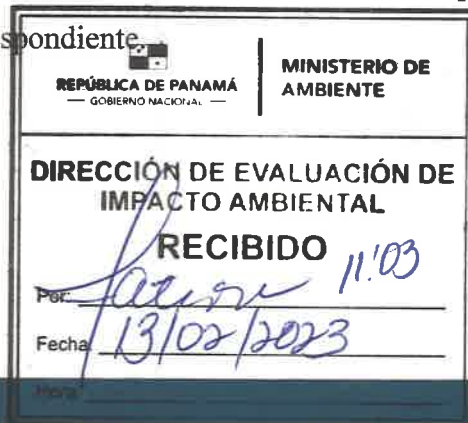 spondiente
REPÚBLICA DE PANAMÁ
— GOBIERNO NACIONAL —
MINISTERIO DE
AMBIENTE
DIRECCIÓN DE EVALUACIÓN DE
IMPACTO AMBIENTAL
RECIBIDO 11:03
Por:
Fecha 13/02/2023
Hora